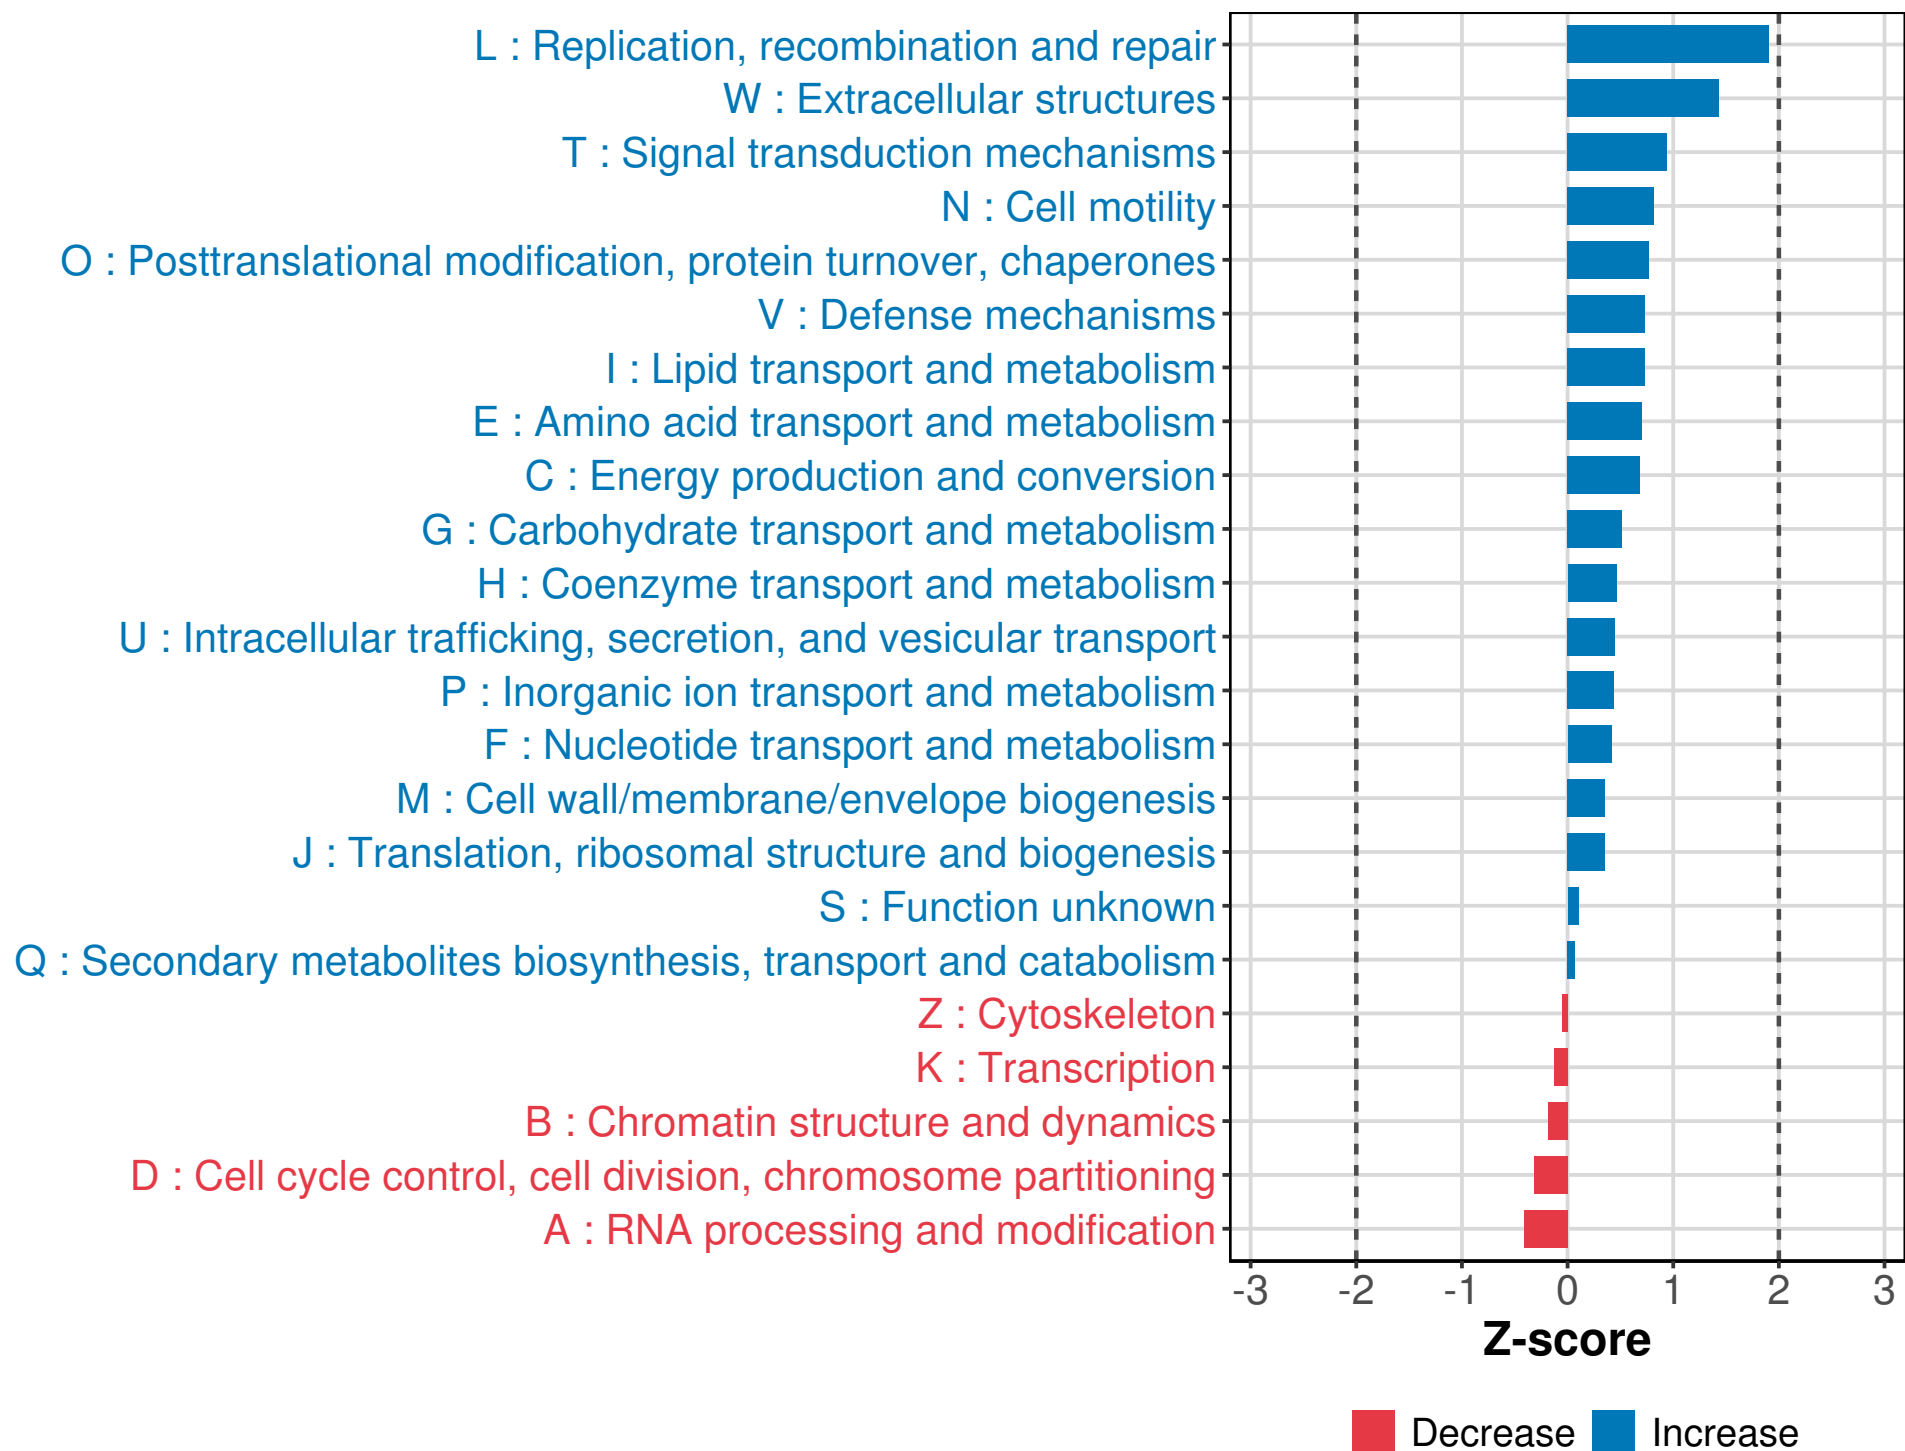 L : Replication, recombination and repair
W : Extracellular structures
T : Signal transduction mechanisms
N : Cell motility
O : Posttranslational modification, protein turnover, chaperones
V : Defense mechanisms
I : Lipid transport and metabolism
E : Amino acid transport and metabolism
C : Energy production and conversion
G : Carbohydrate transport and metabolism
H : Coenzyme transport and metabolism
U : Intracellular trafficking, secretion, and vesicular transport
P : Inorganic ion transport and metabolism
F : Nucleotide transport and metabolism
M : Cell wall/membrane/envelope biogenesis
J : Translation, ribosomal structure and biogenesis
S : Function unknown
Q : Secondary metabolites biosynthesis, transport and catabolism
Z : Cytoskeleton
K : Transcription
B : Chromatin structure and dynamics
D : Cell cycle control, cell division, chromosome partitioning
A : RNA processing and modification
-3 -2 -1 0 1 2 3
Z-score
Decrease Increase